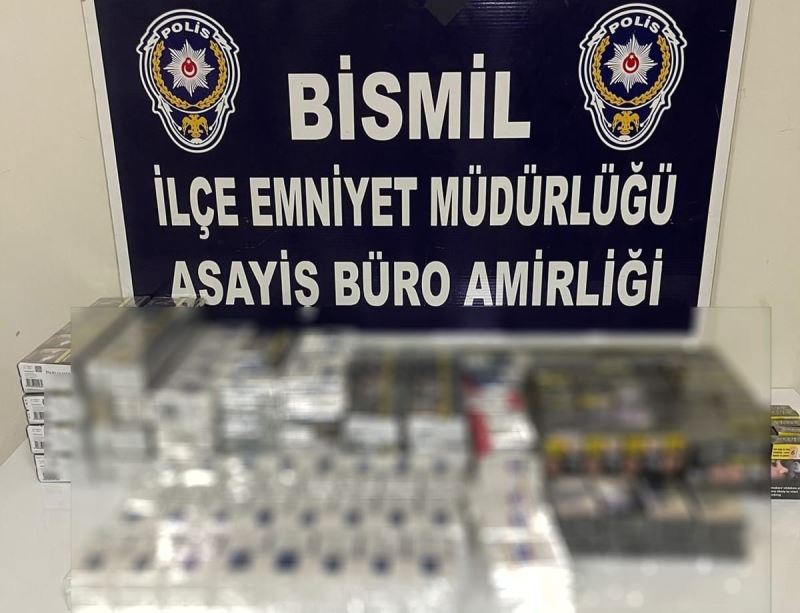 POLİS
POLİS
BİSMİL
İLÇE EMNİYET MÜDÜRLÜĞÜ
ASAYİŞ BÜRO AMİRLİĞİ